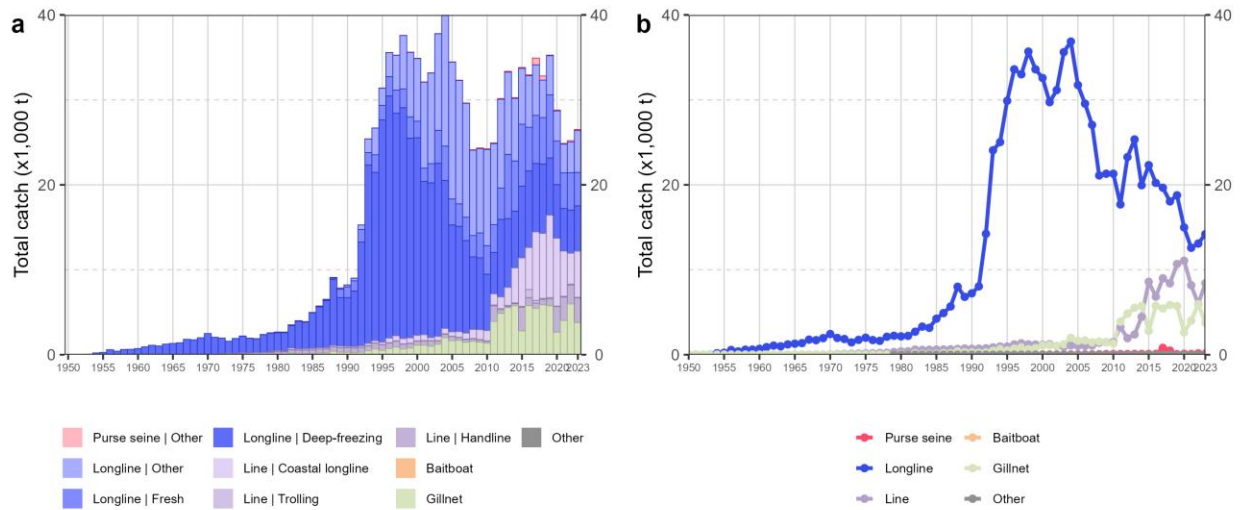 a
40
40
20
20
0
0
Total catch (x1,000 t)
1950 1955 1960 1965 1970 1975 1980 1985 1990 1995 2000 2005 2010 2015 2020 2023
Purse seine | Other
Longline | Deep-freezing
Line | Handline
Other
Longline | Other
Line | Coastal longline
Baitboat
Longline | Fresh
Line | Trolling
Gillnet
b
40
40
20
20
0
0
Total catch (x1,000 t)
1950 1955 1960 1965 1970 1975 1980 1985 1990 1995 2000 2005 2010 2015 2020 2023
Purse seine
Baitboat
Longline
Gillnet
Line
Other